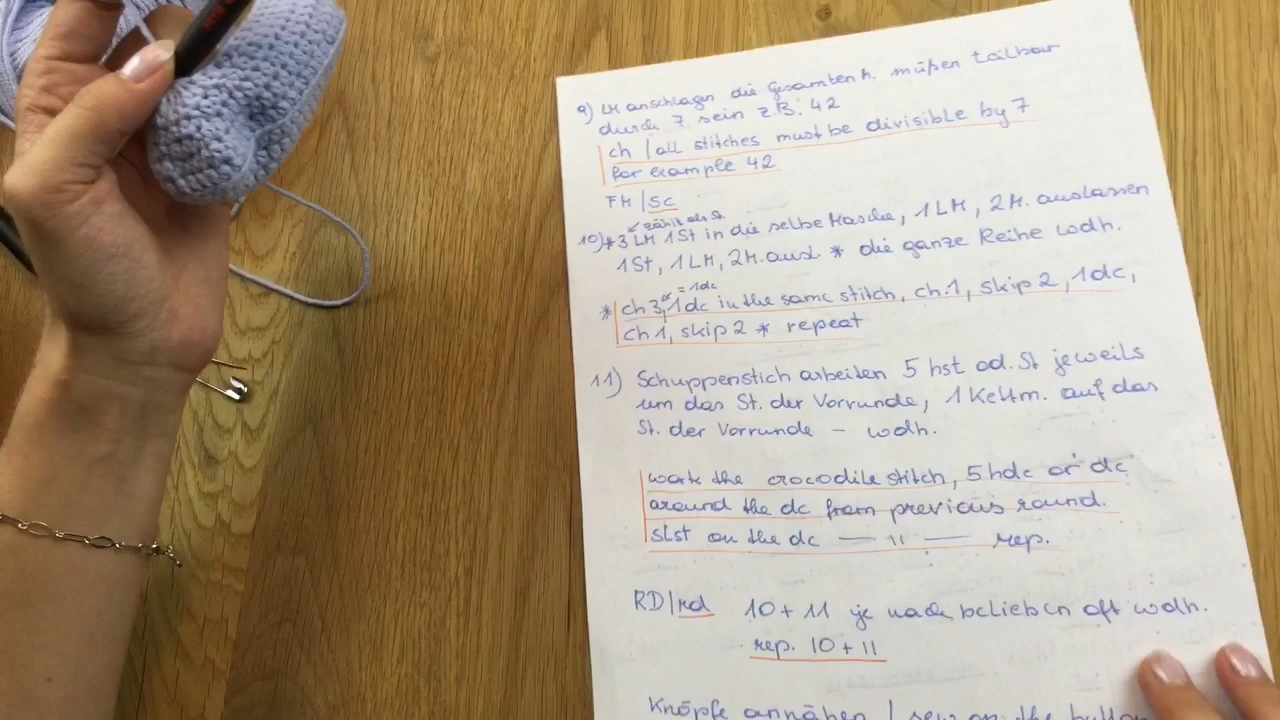 9) LM anschlagen die Gesamten M. müßen teilbar
durch 7 sein z.B: 42
ch / all stitches must be divisible by 7
for example 42
FM / sc
zählt als St.
10) * 3 LM 1 St in die selbe Masche, 1 LM, 2 M. auslassen
1 St, 1 LM, 2 M. ausl * die ganze Reihe wdh.
= 1dc
* ch 3, 1 dc in the same stitch, ch.1, skip 2, 1 dc,
ch 1, skip 2 * repeat
11) Schuppenstich arbeiten 5 hst od. St jeweils
um das St. der Vorrunde, 1 Kettm. auf das
St. der Vorrunde – wdh.
work the crocodile stitch, 5 hdc or dc
around the dc from previous round.
slst on the dc — 11 — rep.
RD / rd 10 + 11 je nach belieben oft wdh.
rep. 10 + 11
Knöpfe annähen / sew on the button